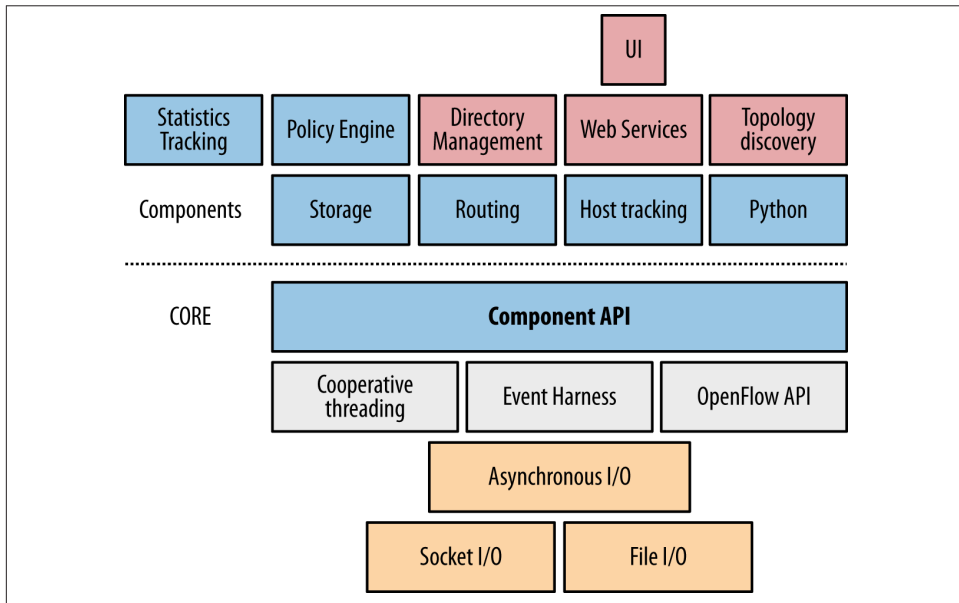 UI
Statistics
Tracking
Policy Engine
Directory
Management
Web Services
Topology
discovery
Components
Storage
Routing
Host tracking
Python
CORE
Component API
Cooperative
threading
Event Harness
OpenFlow API
Asynchronous I/O
Socket I/O
File I/O